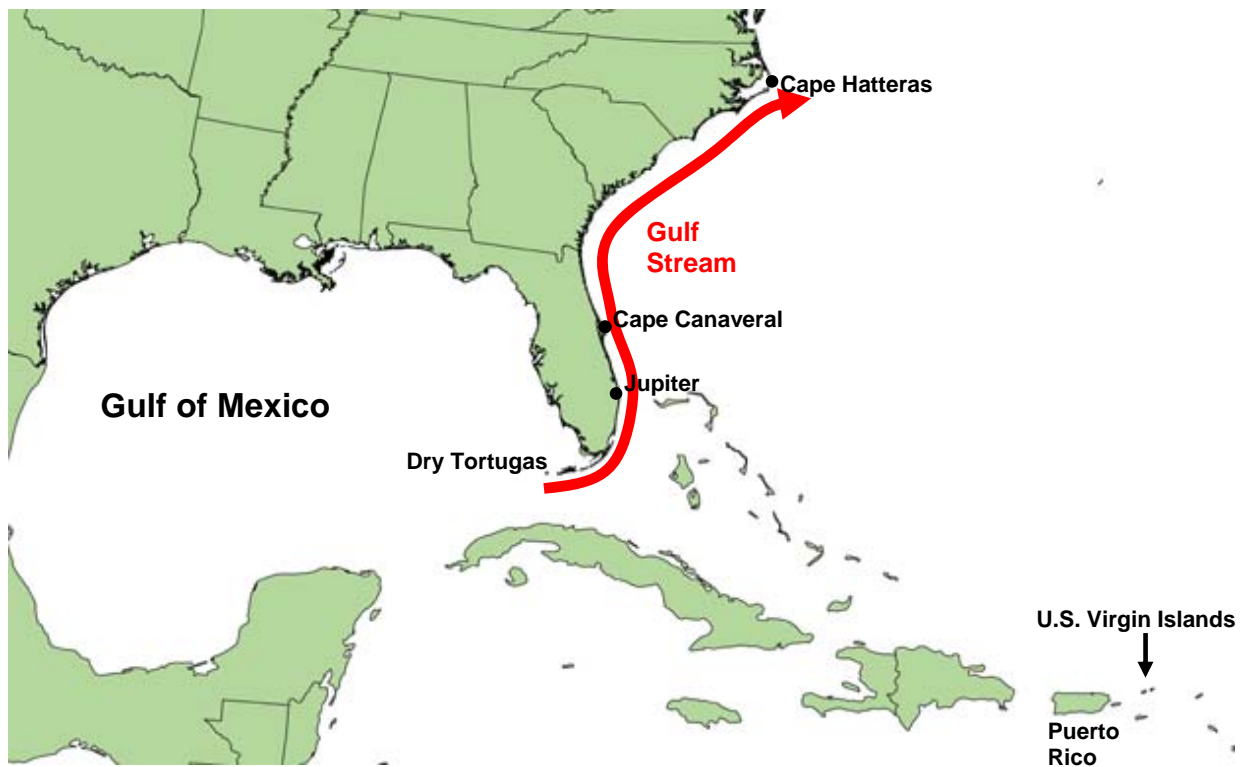 Cape Hatteras
Gulf
Stream
Cape Canaveral
Jupiter
Gulf of Mexico
Dry Tortugas
U.S. Virgin Islands
Puerto
Rico